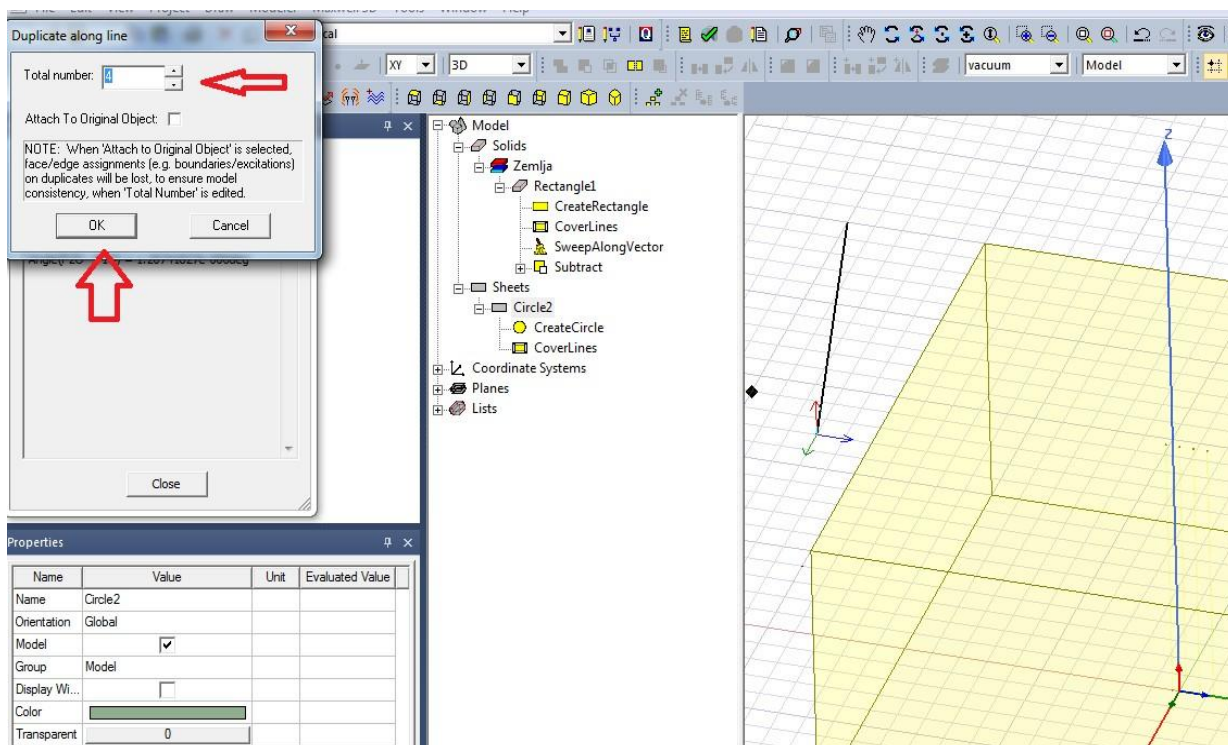 Duplicate along line
Total number: 4
Attach To Original Object:
NOTE: When 'Attach to Original Object' is selected,
face/edge assignments (e.g. boundaries/excitations)
on duplicates will be lost, to ensure model
consistency, when 'Total Number' is edited.
OK Cancel
Close
XY 3D vacuum Model
Model
Solids
Zemlja
Rectangle1
CreateRectangle
CoverLines
SweepAlongVector
Subtract
Sheets
Circle2
CreateCircle
CoverLines
Coordinate Systems
Planes
Lists
Z
Properties
Name Value Unit Evaluated Value
Name Circle2
Orientation Global
Model
Group Model
Display Wi...
Color
Transparent 0